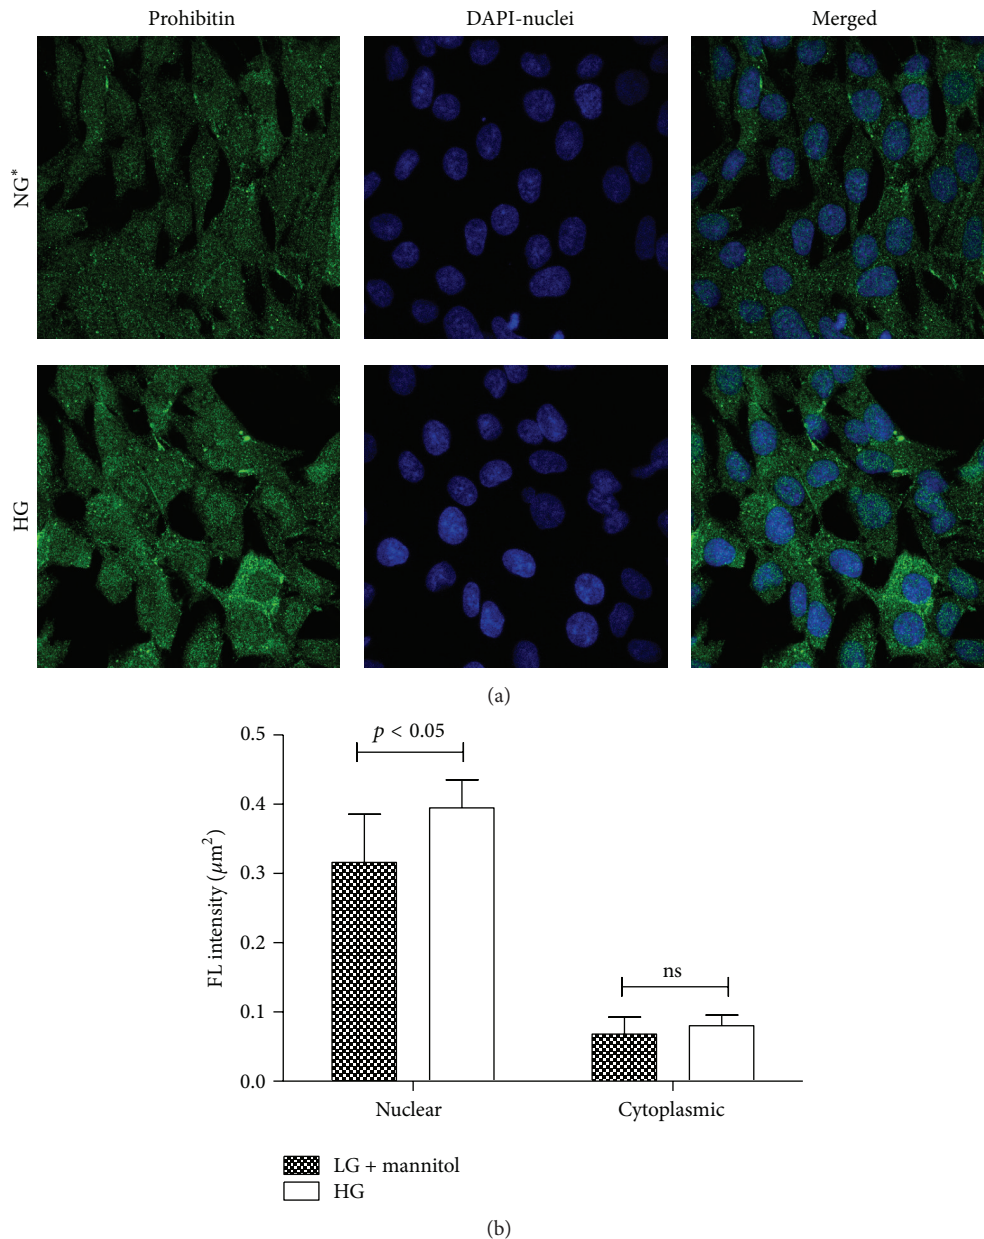 Prohibitin DAPI-nuclei Merged
NG*
HG
(a)
p < 0.05
ns
0.5
0.4
0.3
0.2
0.1
0.0
FL intensity (μm²)
Nuclear Cytoplasmic
LG + mannitol
HG
(b)